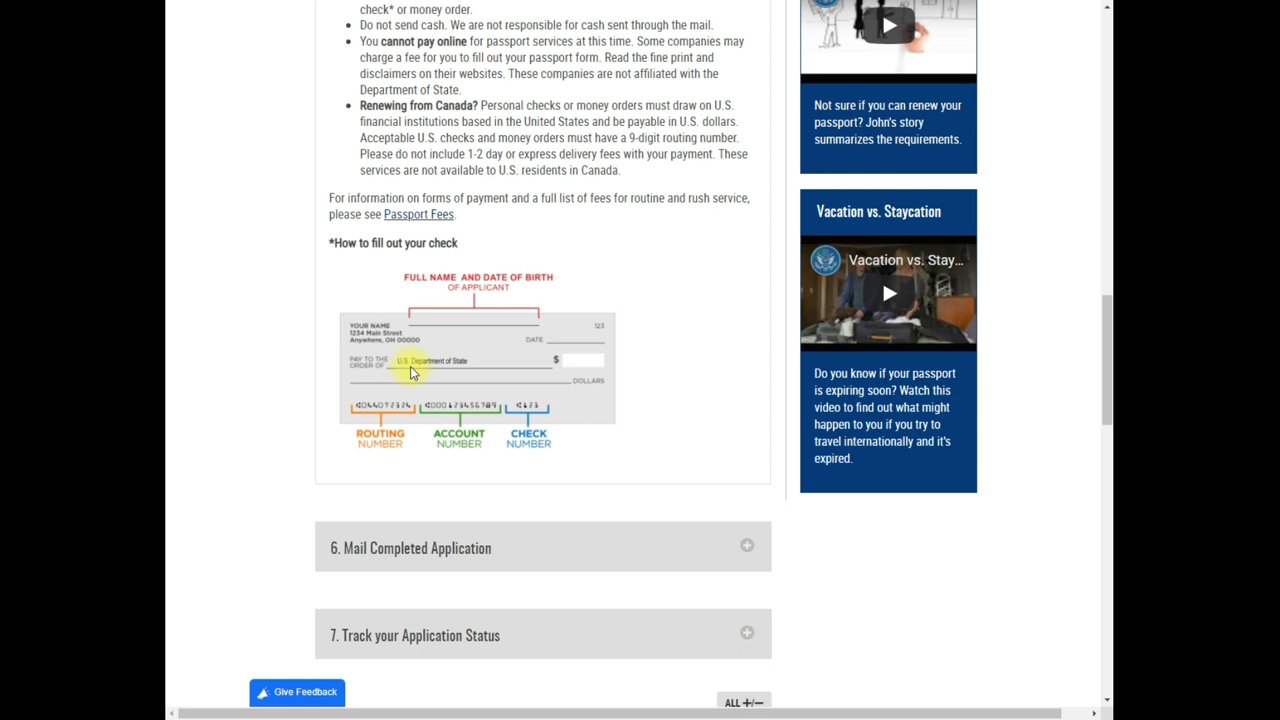 check* or money order.
Do not send cash. We are not responsible for cash sent through the mail.
You cannot pay online for passport services at this time. Some companies may
charge a fee for you to fill out your passport form. Read the fine print and
disclaimers on their websites. These companies are not affiliated with the
Department of State.
Renewing from Canada? Personal checks or money orders must draw on U.S.
financial institutions based in the United States and be payable in U.S. dollars.
Acceptable U.S. checks and money orders must have a 9-digit routing number.
Please do not include 1-2 day or express delivery fees with your payment. These
services are not available to U.S. residents in Canada.
For information on forms of payment and a full list of fees for routine and rush service,
please see Passport Fees.
*How to fill out your check
FULL NAME AND DATE OF BIRTH
OF APPLICANT
YOUR NAME
1234 Main Street
Anywhere, OH 00000
123
DATE
PAY TO THE
ORDER OF
U.S. Department of State
$
DOLLARS
⑆044072324 ⑆000123456789 ⑆123
ROUTING
NUMBER
ACCOUNT
NUMBER
CHECK
NUMBER
6. Mail Completed Application
7. Track your Application Status
Give Feedback
ALL +/−
Not sure if you can renew your
passport? John's story
summarizes the requirements.
Vacation vs. Staycation
Vacation vs. Stay...
Do you know if your passport
is expiring soon? Watch this
video to find out what might
happen to you if you try to
travel internationally and it's
expired.